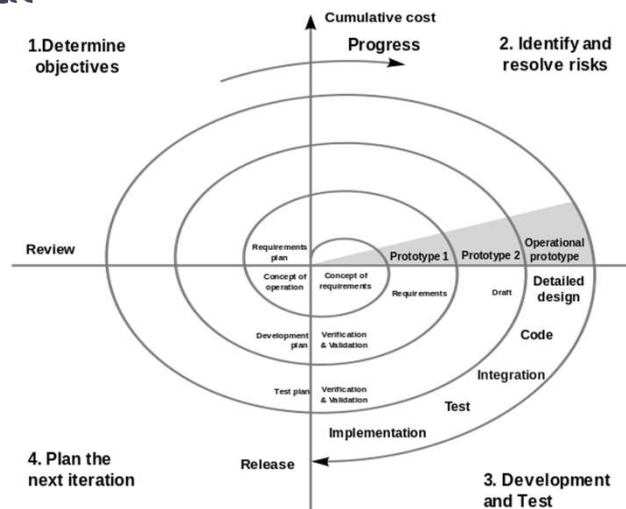 Cumulative cost
Progress
1.Determine
objectives
2. Identify and
resolve risks
Review
Requirements
plan
Prototype 1
Prototype 2
Operational
prototype
Concept of
operation
Concept of
requirements
Requirements
Draft
Detailed
design
Development
plan
Verification
& Validation
Code
Integration
Test plan
Verification
& Validation
Test
Implementation
Release
4. Plan the
next iteration
3. Development
and Test